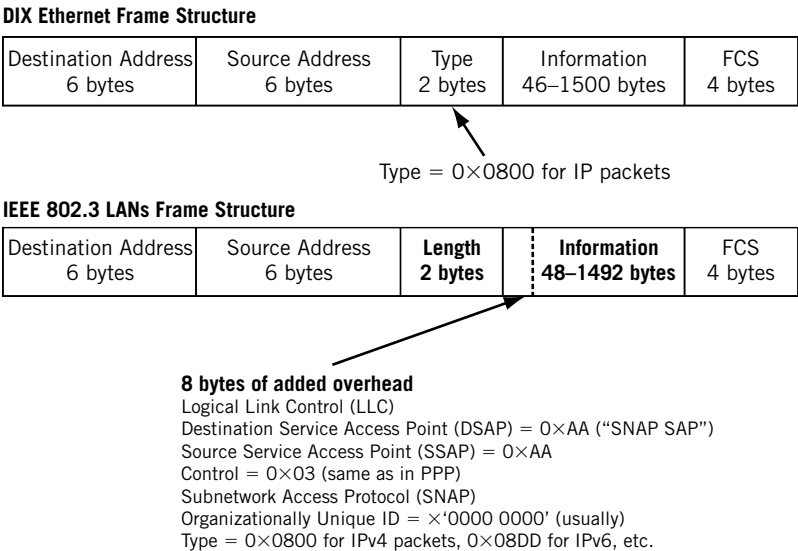 DIX Ethernet Frame Structure
Destination Address Source Address Type Information FCS
6 bytes 6 bytes 2 bytes 46–1500 bytes 4 bytes
Type = 0×0800 for IP packets
IEEE 802.3 LANs Frame Structure
Destination Address Source Address Length Information FCS
6 bytes 6 bytes 2 bytes 48–1492 bytes 4 bytes
8 bytes of added overhead
Logical Link Control (LLC)
Destination Service Access Point (DSAP) = 0×AA (“SNAP SAP”)
Source Service Access Point (SSAP) = 0×AA
Control = 0×03 (same as in PPP)
Subnetwork Access Protocol (SNAP)
Organizationally Unique ID = ×‘0000 0000’ (usually)
Type = 0×0800 for IPv4 packets, 0×08DD for IPv6, etc.